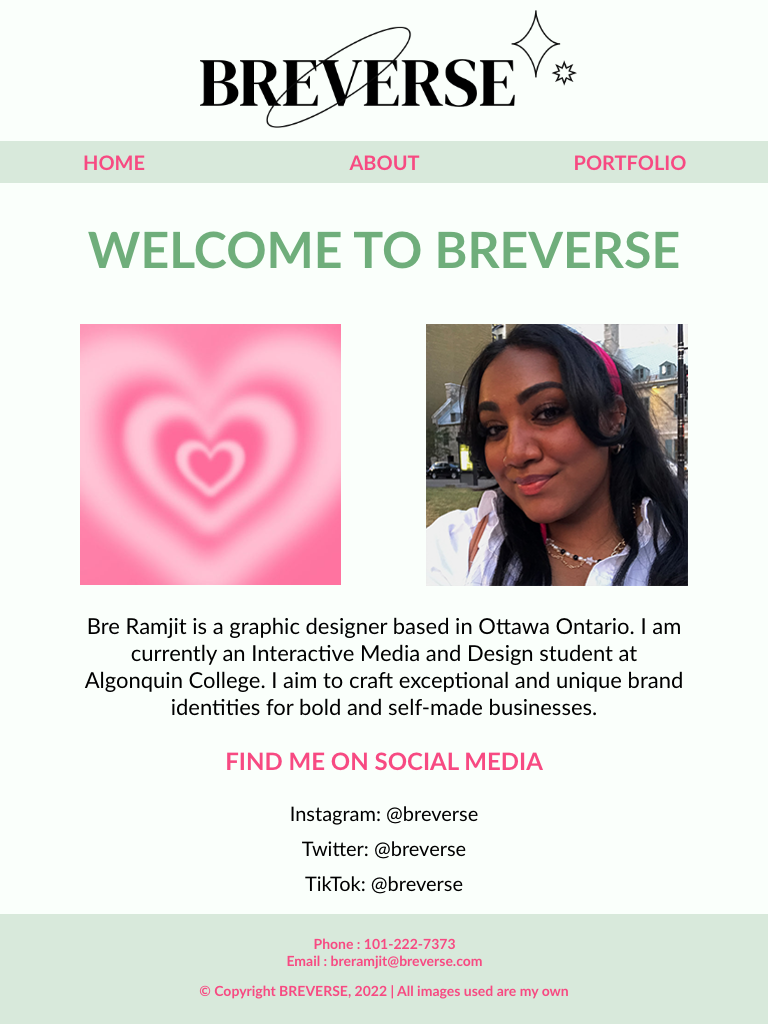 BREVERSE
HOME ABOUT PORTFOLIO
WELCOME TO BREVERSE
Bre Ramjit is a graphic designer based in Ottawa Ontario. I am
currently an Interactive Media and Design student at
Algonquin College. I aim to craft exceptional and unique brand
identities for bold and self-made businesses.
FIND ME ON SOCIAL MEDIA
Instagram: @breverse
Twitter: @breverse
TikTok: @breverse
Phone : 101-222-7373
Email : breramjit@breverse.com
© Copyright BREVERSE, 2022 | All images used are my own